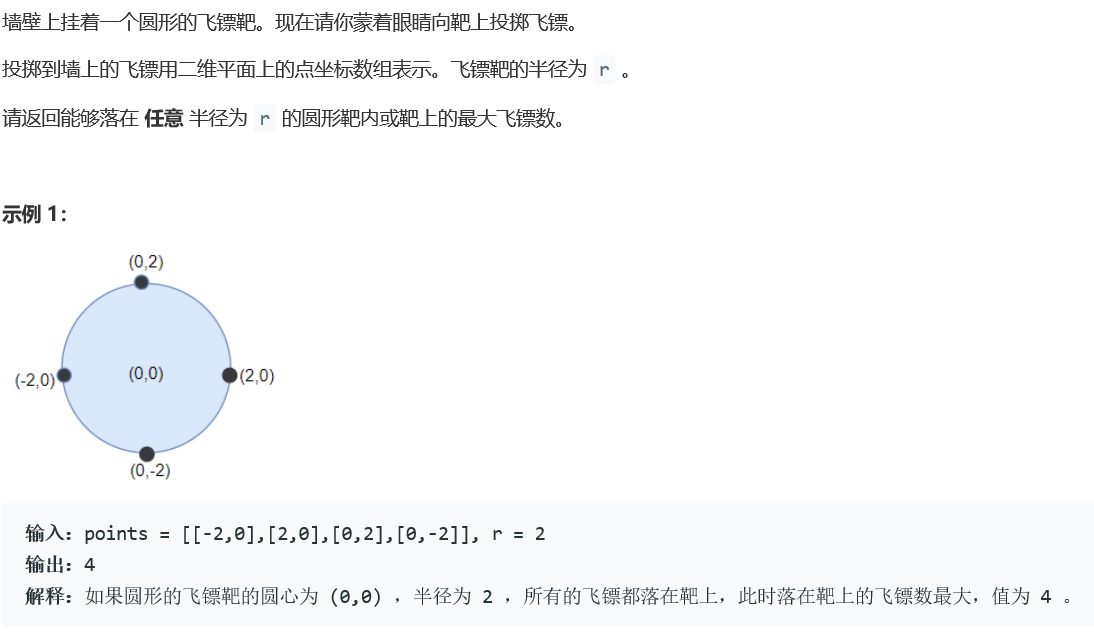 墙壁上挂着一个圆形的飞镖靶。现在请你蒙着眼睛向靶上投掷飞镖。
投掷到墙上的飞镖用二维平面上的点坐标数组表示。飞镖靶的半径为 r 。
请返回能够落在 任意 半径为 r 的圆形靶内或靶上的最大飞镖数。
示例 1：
(0,2)
(-2,0)
(0,0)
(2,0)
(0,-2)
输入：points = [[-2,0],[2,0],[0,2],[0,-2]], r = 2
输出：4
解释：如果圆形的飞镖靶的圆心为 (0,0) ，半径为 2 ，所有的飞镖都落在靶上，此时落在靶上的飞镖数最大，值为 4 。